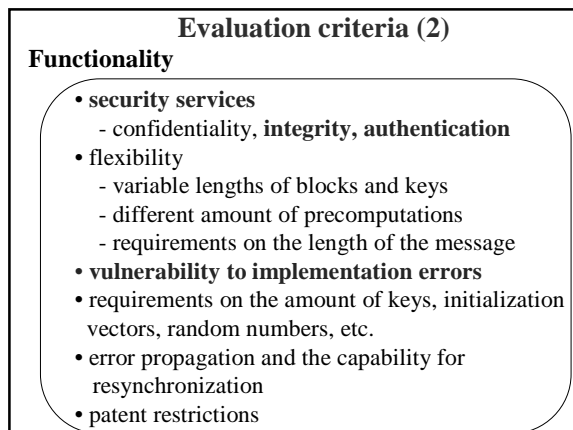 Evaluation criteria (2)
Functionality
• security services
- confidentiality, integrity, authentication
• flexibility
- variable lengths of blocks and keys
- different amount of precomputations
- requirements on the length of the message
• vulnerability to implementation errors
• requirements on the amount of keys, initialization
vectors, random numbers, etc.
• error propagation and the capability for
resynchronization
• patent restrictions